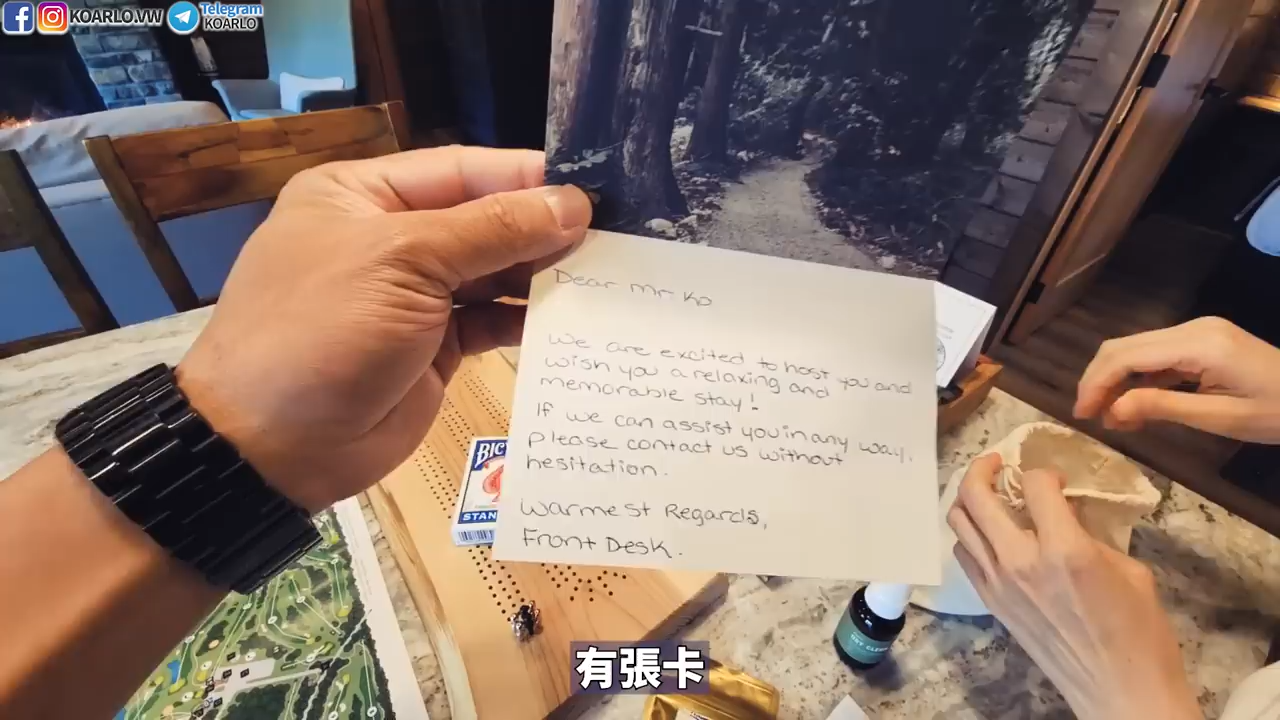 KOARLO.VW
Telegram
KOARLO
Dear Mr Ko
We are excited to host you and
wish you a relaxing and
memorable stay!
If we can assist you in any way,
please contact us without
hesitation.
Warmest Regards,
Front Desk.
BIC
STAN
有張卡